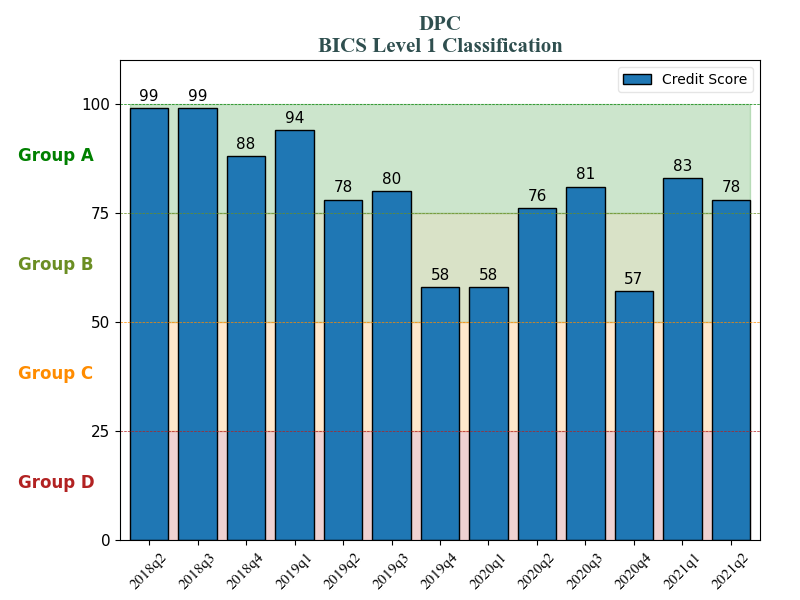 DPC
BICS Level 1 Classification
Credit Score
99 99 88 94 78 80 58 58 76 81 57 83 78
100
Group A
75
Group B
50
Group C
25
Group D
0
2018q2 2018q3 2018q4 2019q1 2019q2 2019q3 2019q4 2020q1 2020q2 2020q3 2020q4 2021q1 2021q2